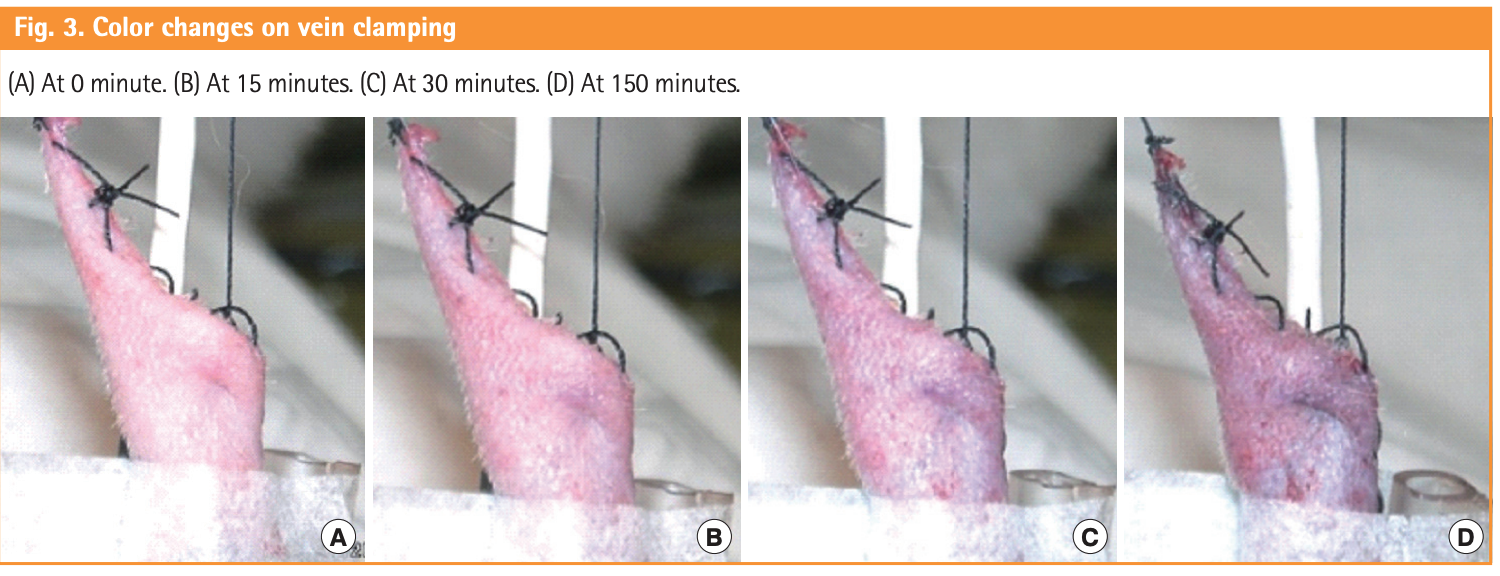 Fig. 3. Color changes on vein clamping
(A) At 0 minute. (B) At 15 minutes. (C) At 30 minutes. (D) At 150 minutes.
A
B
C
D